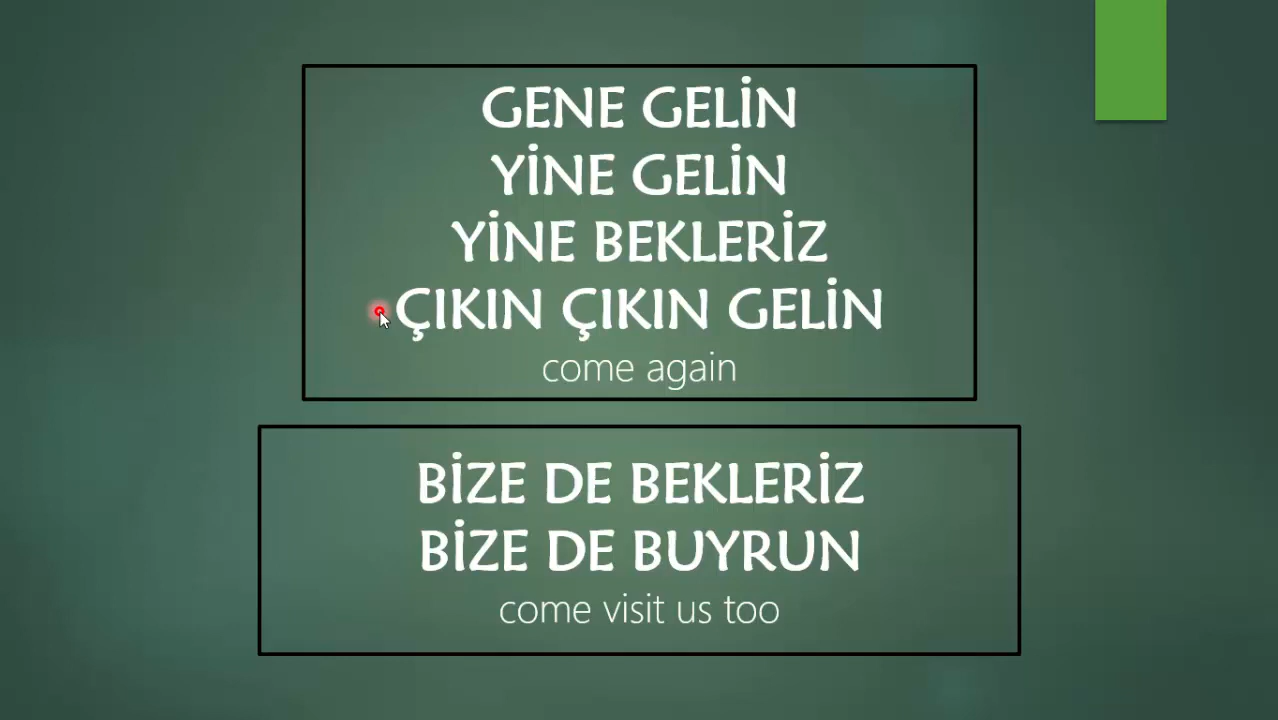 GENE GELİN
YİNE GELİN
YİNE BEKLERİZ
ÇIKIN ÇIKIN GELİN
come again
BİZE DE BEKLERİZ
BİZE DE BUYRUN
come visit us too